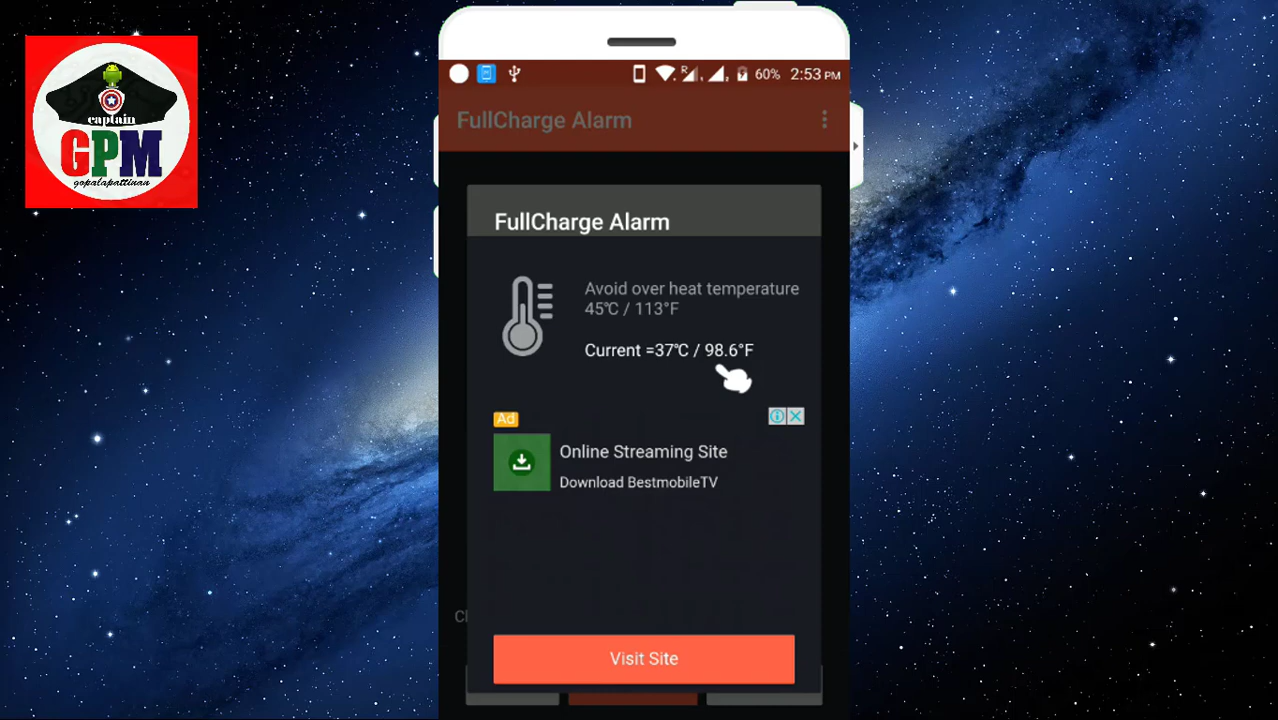 captain
GPM
gopalapattinan
R
60%
2:53 PM
FullCharge Alarm
FullCharge Alarm
Avoid over heat temperature
45℃ / 113°F
Current =37℃ / 98.6°F
Ad
Online Streaming Site
Download BestmobileTV
Visit Site